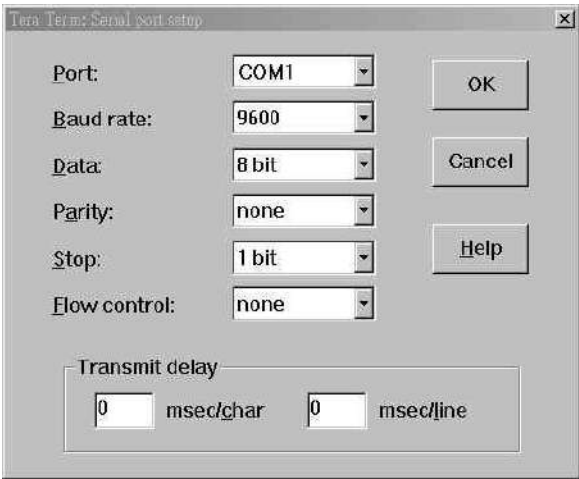 Tera Term: Serial port setup
Port: COM1
OK
Baud rate: 9600
Data: 8 bit
Cancel
Parity: none
Stop: 1 bit
Help
Flow control: none
Transmit delay
0 msec/char 0 msec/line